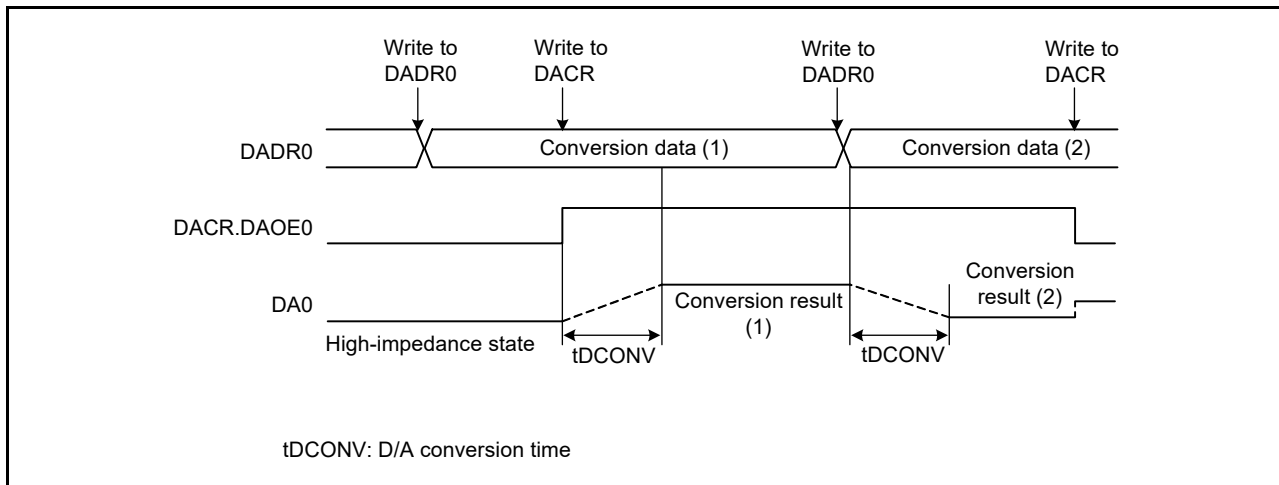 Write to
DADR0
Write to
DACR
Write to
DADR0
Write to
DACR
DADR0
Conversion data (1)
Conversion data (2)
DACR.DAOE0
DA0
Conversion result
(1)
Conversion
result (2)
High-impedance state
tDCONV
tDCONV
tDCONV: D/A conversion time